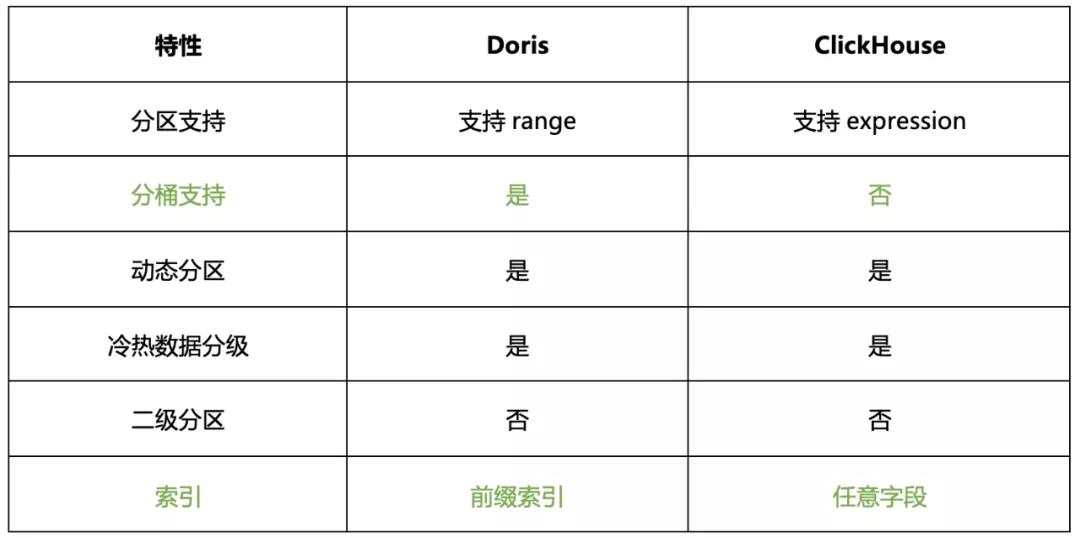 特性 Doris ClickHouse
分区支持 支持 range 支持 expression
分桶支持 是 否
动态分区 是 是
冷热数据分级 是 是
二级分区 否 否
索引 前缀索引 任意字段